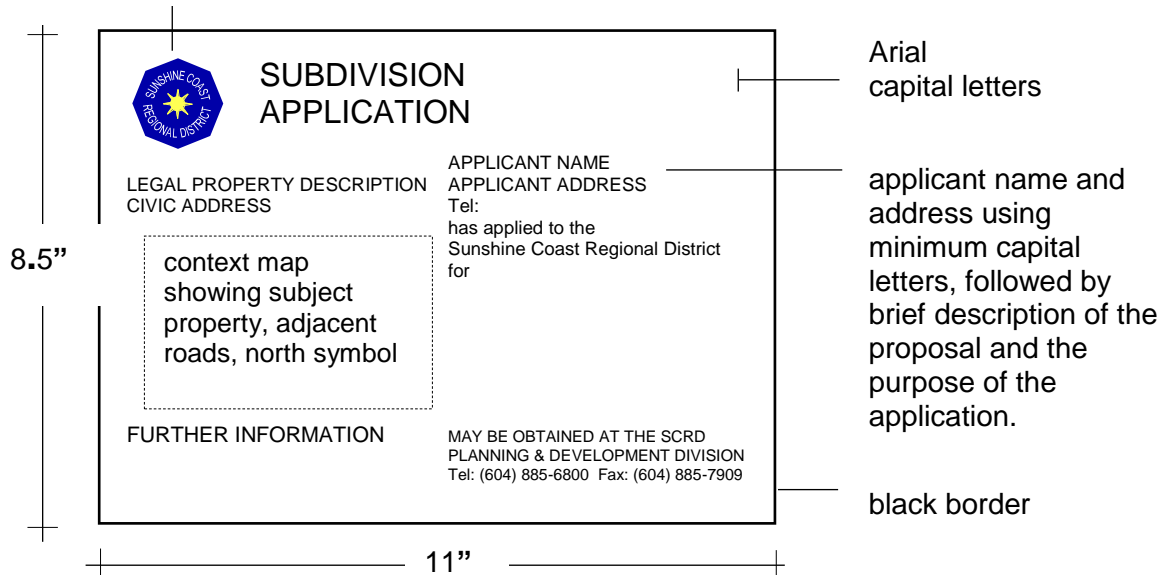 SUNSHINE COAST
REGIONAL DISTRICT
SUBDIVISION
APPLICATION
LEGAL PROPERTY DESCRIPTION
CIVIC ADDRESS
context map
showing subject
property, adjacent
roads, north symbol
FURTHER INFORMATION
APPLICANT NAME
APPLICANT ADDRESS
Tel:
has applied to the
Sunshine Coast Regional District
for
MAY BE OBTAINED AT THE SCRD
PLANNING & DEVELOPMENT DIVISION
Tel: (604) 885-6800 Fax: (604) 885-7909
Arial
capital letters
applicant name and
address using
minimum capital
letters, followed by
brief description of the
proposal and the
purpose of the
application.
black border
8.5”
11”